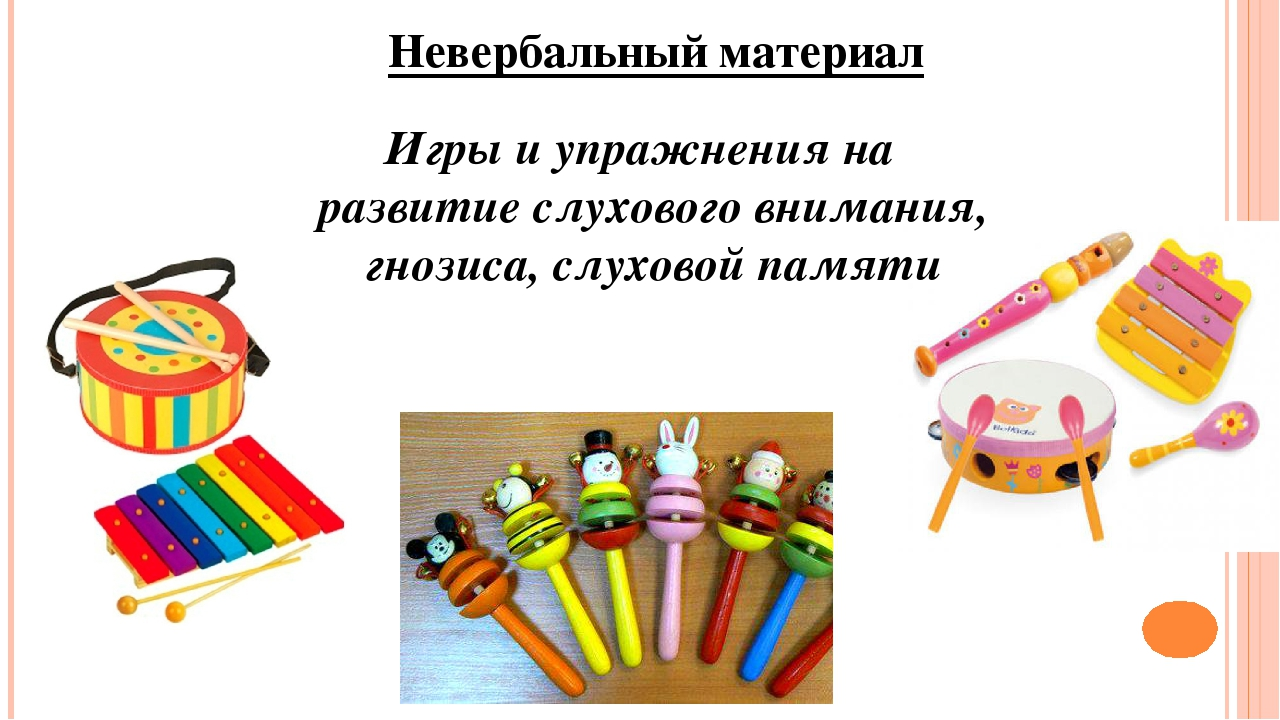 Невербальный материал
Игры и упражнения на
развитие слухового внимания,
гнозиса, слуховой памяти